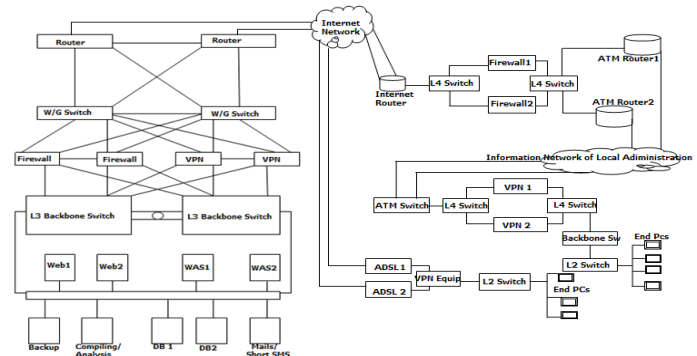 Internet
Network
Router
Router
Firewall1
ATM Router1
L4 Switch
L4 Switch
Internet
Router
Firewall2
ATM Router2
W/G Switch
W/G Switch
Firewall
Firewall
VPN
VPN
Information Network of Local Adiministration
VPN 1
ATM Switch
L4 Switch
L4 Switch
VPN 2
L3 Backbone Switch
L3 Backbone Switch
Backbone Sw
End Pcs
L2 Switch
Web1
Web2
WAS1
WAS2
ADSL1
VPN Equip
L2 Switch
ADSL 2
End PCs
Backup
Compiling/
Analysis
DB 1
DB2
Mails/
Short SMS